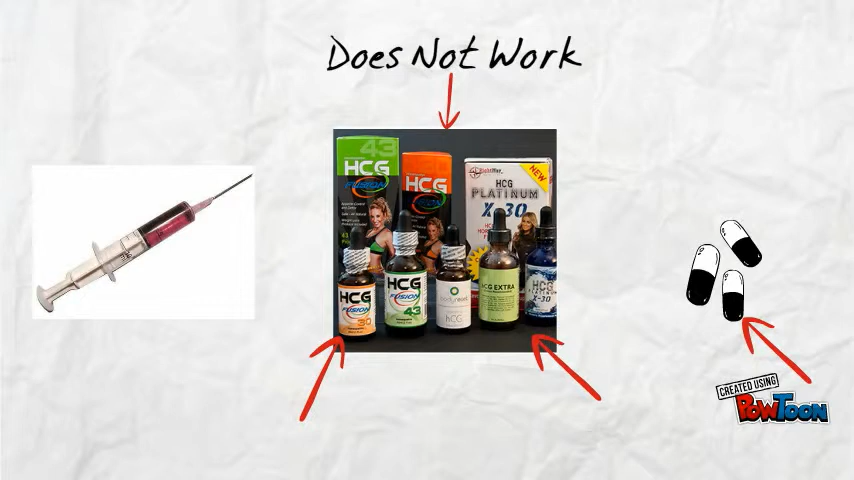 Does Not Work
43
HCG
FUSION
HCG
NEW
HCG
PLATINUM
X-30
HCG
FUSION
30
HCG
FUSION
43
hCG
HCG EXTRA
HCG
X-30
CREATED USING
POWTOON